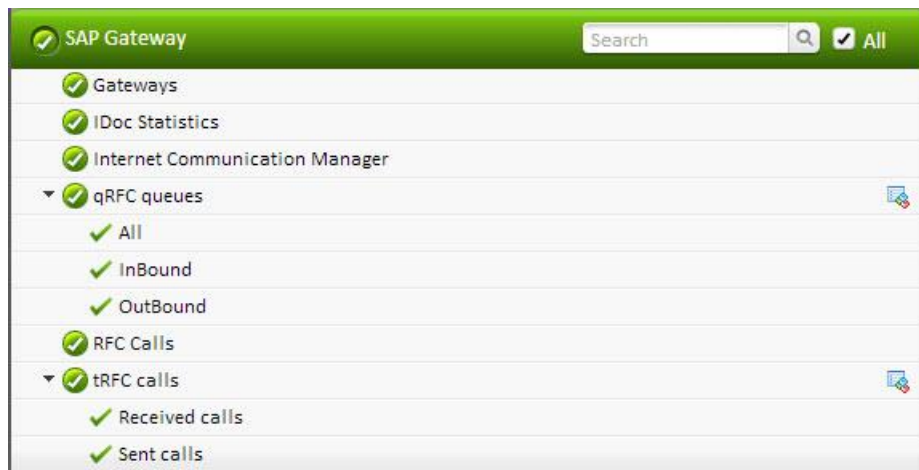 SAP Gateway Search All
Gateways
IDoc Statistics
Internet Communication Manager
qRFC queues
All
InBound
OutBound
RFC Calls
tRFC calls
Received calls
Sent calls